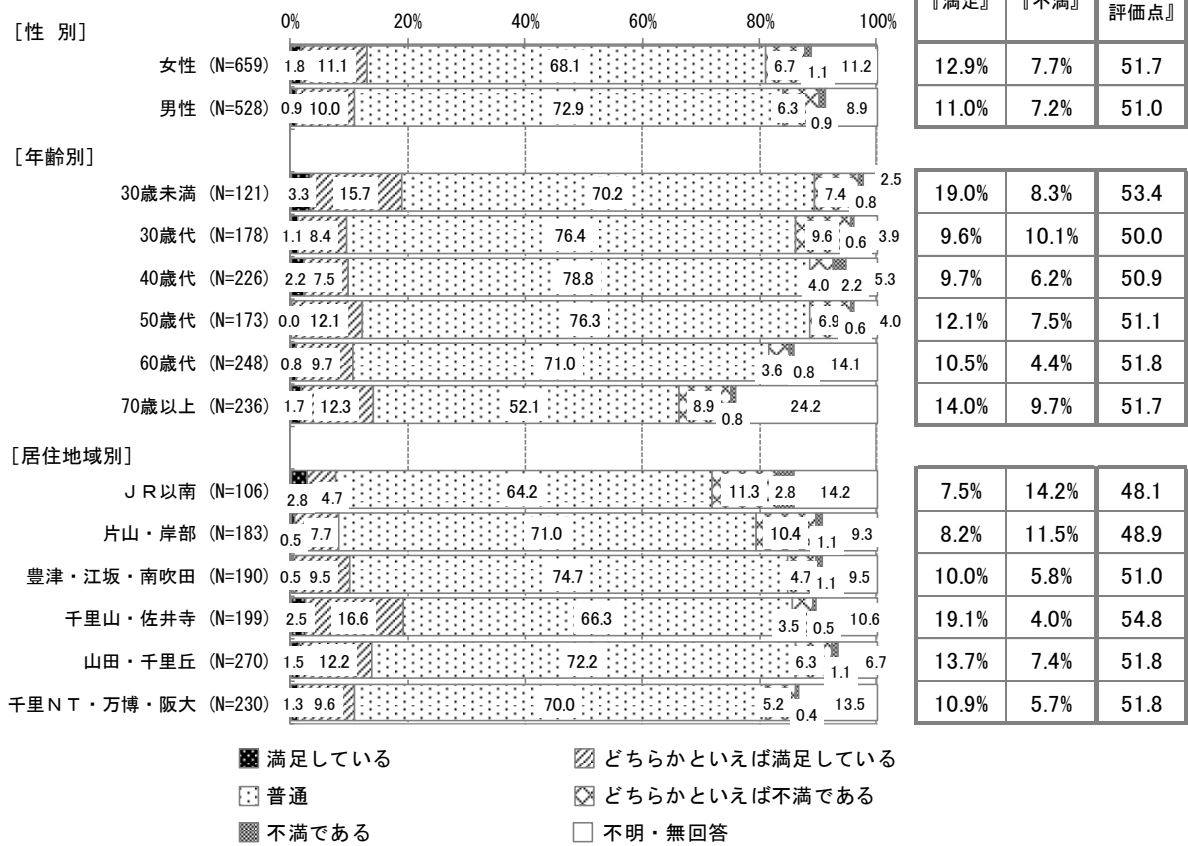 『満足』 『不満』 評価点』
0% 20% 40% 60% 80% 100%
［性 別］
女性 (N=659) 1.8 11.1 68.1 6.7 1.1 11.2 12.9% 7.7% 51.7
男性 (N=528) 0.9 10.0 72.9 6.3 0.9 8.9 11.0% 7.2% 51.0
［年齢別］
30歳未満 (N=121) 3.3 15.7 70.2 7.4 0.8 2.5 19.0% 8.3% 53.4
30歳代 (N=178) 1.1 8.4 76.4 9.6 0.6 3.9 9.6% 10.1% 50.0
40歳代 (N=226) 2.2 7.5 78.8 4.0 2.2 5.3 9.7% 6.2% 50.9
50歳代 (N=173) 0.0 12.1 76.3 6.9 0.6 4.0 12.1% 7.5% 51.1
60歳代 (N=248) 0.8 9.7 71.0 3.6 0.8 14.1 10.5% 4.4% 51.8
70歳以上 (N=236) 1.7 12.3 52.1 8.9 0.8 24.2 14.0% 9.7% 51.7
［居住地域別］
ＪＲ以南 (N=106) 2.8 4.7 64.2 11.3 2.8 14.2 7.5% 14.2% 48.1
片山・岸部 (N=183) 0.5 7.7 71.0 10.4 1.1 9.3 8.2% 11.5% 48.9
豊津・江坂・南吹田 (N=190) 0.5 9.5 74.7 4.7 1.1 9.5 10.0% 5.8% 51.0
千里山・佐井寺 (N=199) 2.5 16.6 66.3 3.5 0.5 10.6 19.1% 4.0% 54.8
山田・千里丘 (N=270) 1.5 12.2 72.2 6.3 1.1 6.7 13.7% 7.4% 51.8
千里ＮＴ・万博・阪大 (N=230) 1.3 9.6 70.0 5.2 0.4 13.5 10.9% 5.7% 51.8
満足している どちらかといえば満足している
普通 どちらかといえば不満である
不満である 不明・無回答